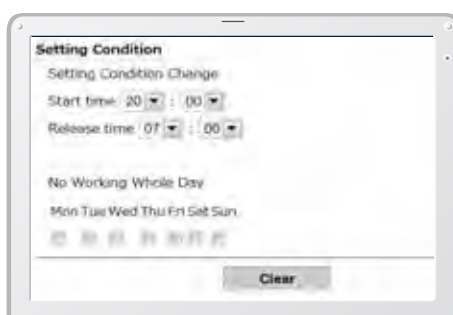 Setting Condition
Setting Condition Change
Start time 20 : 00
Release time 07 : 00
No Working Whole Day
Mon Tue Wed Thu Fri Sat Sun
Clear